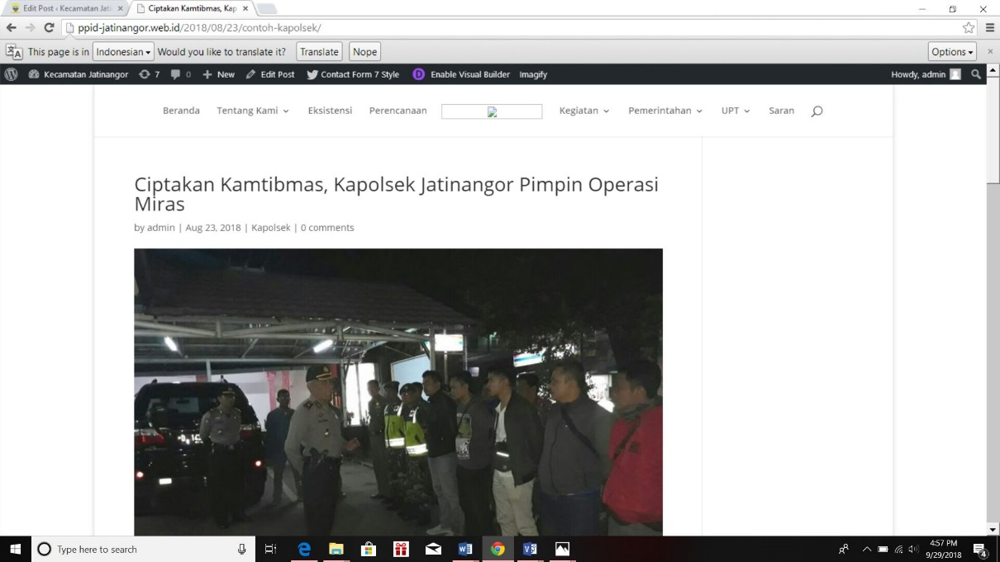 Edit Post ‹ Kecamatan Jati
Ciptakan Kamtibmas, Kap
ppid-jatinangor.web.id/2018/08/23/contoh-kapolsek/
This page is in Indonesian Would you like to translate it? Translate Nope Options
Kecamatan Jatinangor 7 0 New Edit Post Contact Form 7 Style Enable Visual Builder Imagify Howdy, admin
Beranda Tentang Kami Eksistensi Perencanaan Kegiatan Pemerintahan UPT Saran
Ciptakan Kamtibmas, Kapolsek Jatinangor Pimpin Operasi
Miras
by admin | Aug 23, 2018 | Kapolsek | 0 comments
Type here to search
4:57 PM
9/29/2018
4